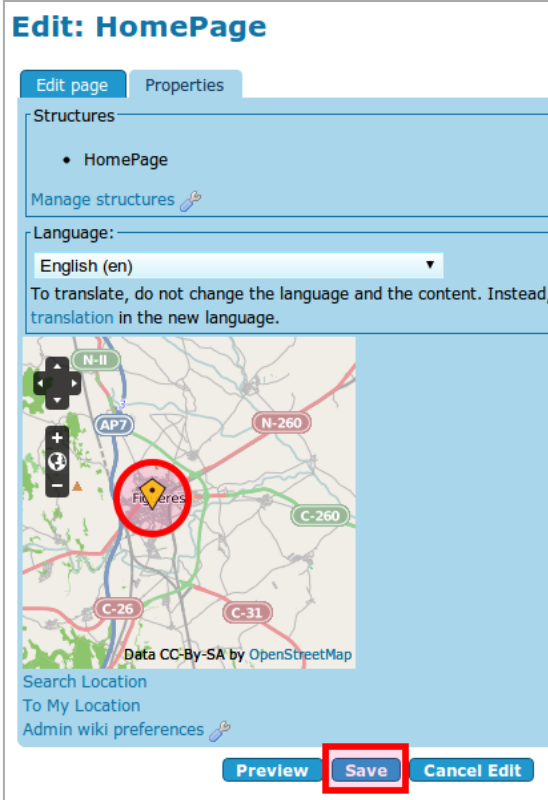 Edit: HomePage
Edit page
Properties
Structures
HomePage
Manage structures
Language:
English (en)
To translate, do not change the language and the content. Instead,
translation in the new language.
N-II
3
AP7
N-260
Figueres
C-260
C-26
C-31
Data CC-By-SA by OpenStreetMap
Search Location
To My Location
Admin wiki preferences
Preview
Save
Cancel Edit